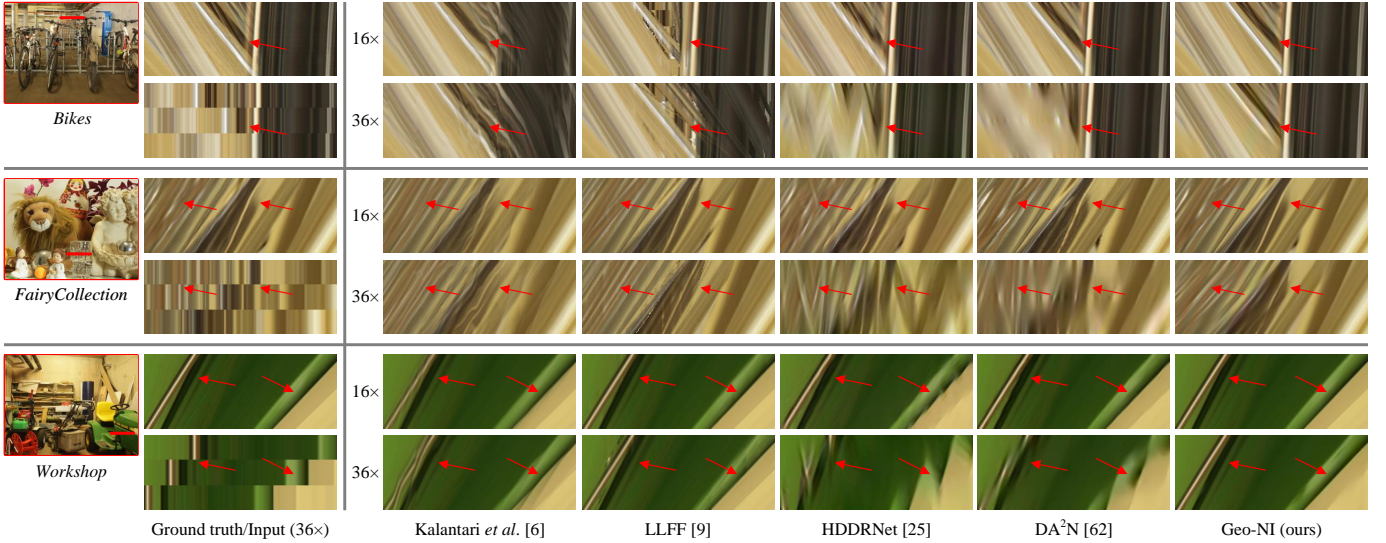 16×
Bikes
36×
16×
FairyCollection
36×
16×
Workshop
36×
Ground truth/Input (36×)
Kalantari et al. [6]
LLFF [9]
HDDRNet [25]
DA²N [62]
Geo-NI (ours)